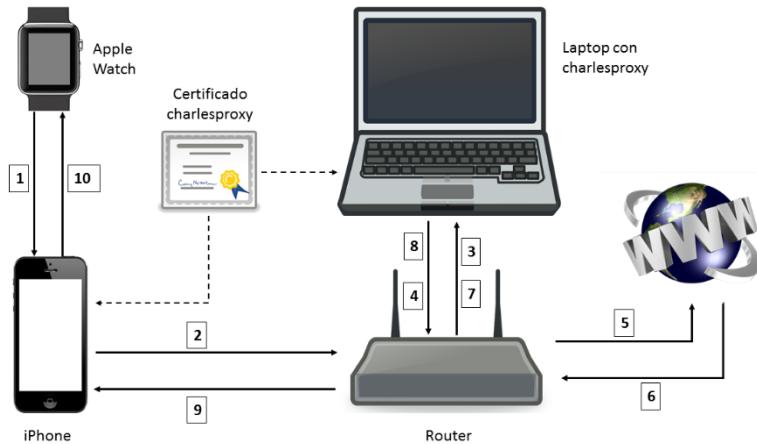 Apple
Watch
Laptop con
charlesproxy
Certificado
charlesproxy
1
10
8
3
4
7
WWW
2
5
9
6
iPhone
Router